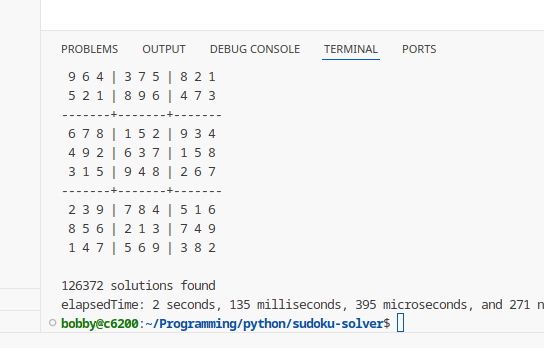 PROBLEMS OUTPUT DEBUG CONSOLE TERMINAL PORTS
9 6 4 | 3 7 5 | 8 2 1
5 2 1 | 8 9 6 | 4 7 3
-------+-------+-------
6 7 8 | 1 5 2 | 9 3 4
4 9 2 | 6 3 7 | 1 5 8
3 1 5 | 9 4 8 | 2 6 7
-------+-------+-------
2 3 9 | 7 8 4 | 5 1 6
8 5 6 | 2 1 3 | 7 4 9
1 4 7 | 5 6 9 | 3 8 2
126372 solutions found
elapsedTime: 2 seconds, 135 milliseconds, 395 microseconds, and 271 n
bobby@c6200:~/Programming/python/sudoku-solver$